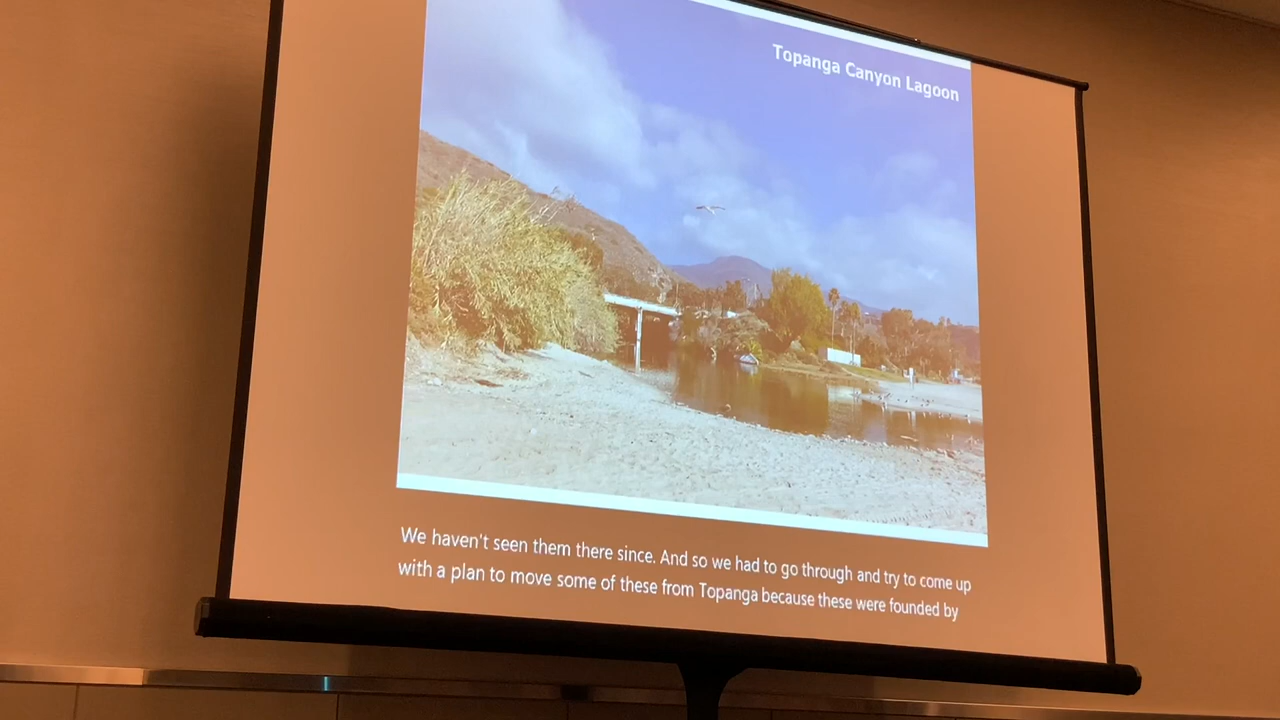 Topanga Canyon Lagoon
We haven't seen them there since. And so we had to go through and try to come up
with a plan to move some of these from Topanga because these were founded by